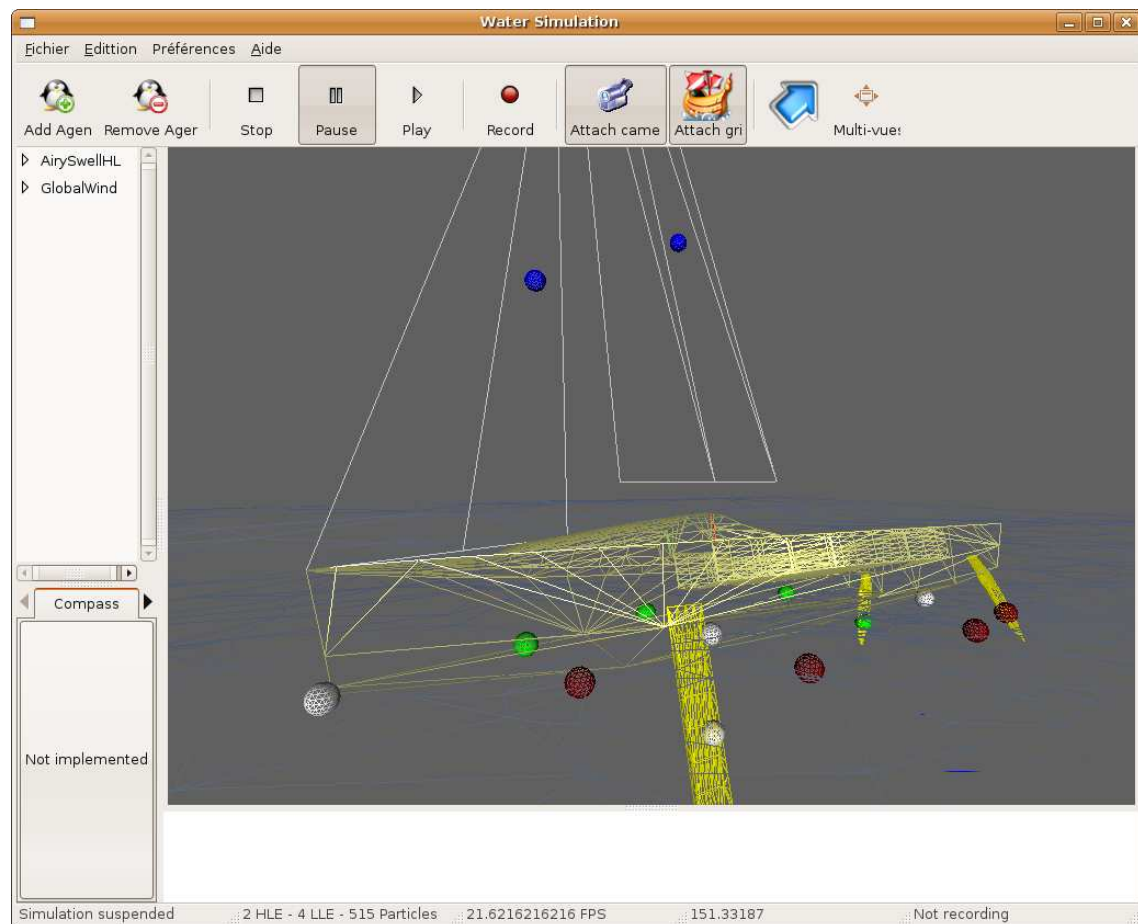 Water Simulation
Fichier Edittion Préférences Aide
Add Agen Remove Ager Stop Pause Play Record Attach came Attach gri Multi-vues
AirySwellHL
GlobalWind
Compass
Not implemented
Simulation suspended 2 HLE - 4 LLE - 515 Particles 21.6216216216 FPS 151.33187 Not recording